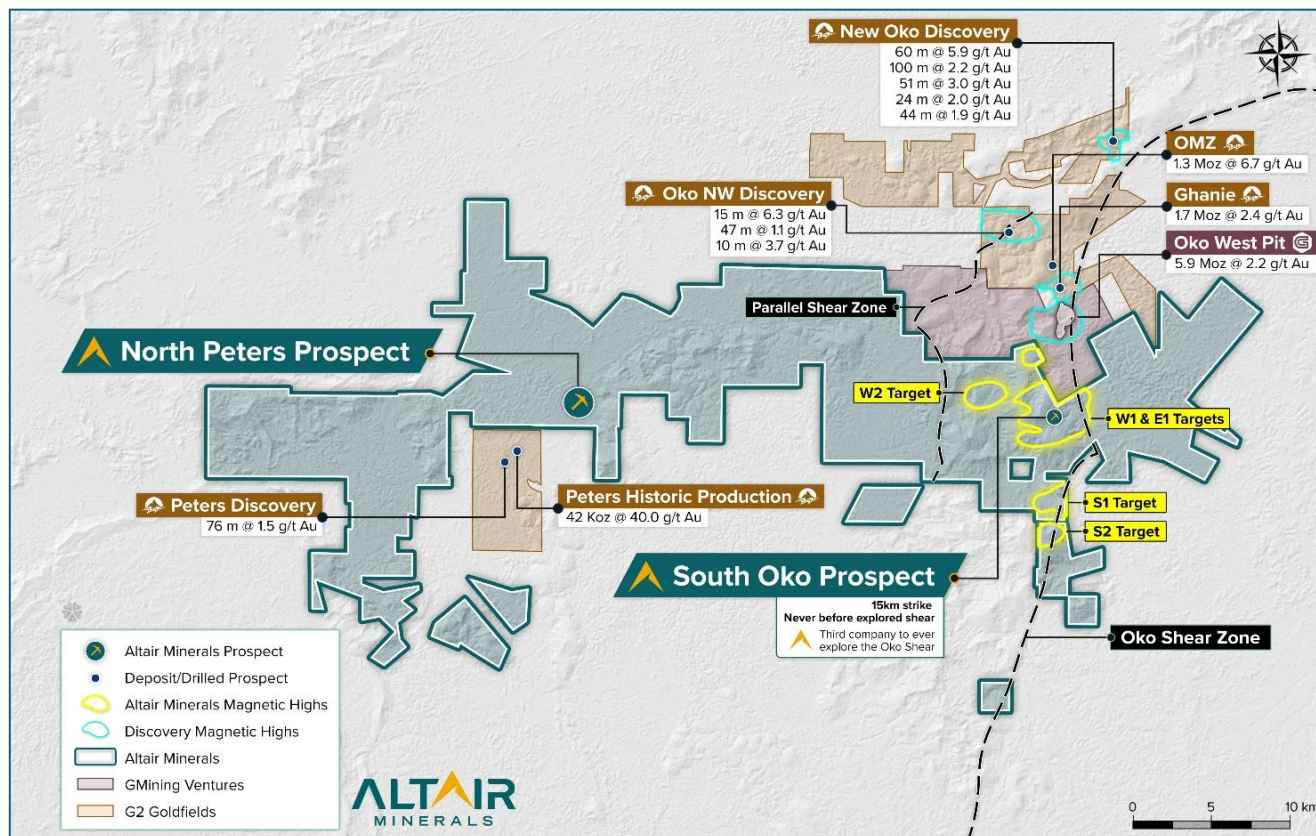 New Oko Discovery
60 m @ 5.9 g/t Au
100 m @ 2.2 g/t Au
51 m @ 3.0 g/t Au
24 m @ 2.0 g/t Au
44 m @ 1.9 g/t Au
OMZ
1.3 Moz @ 6.7 g/t Au
Oko NW Discovery
15 m @ 6.3 g/t Au
47 m @ 1.1 g/t Au
10 m @ 3.7 g/t Au
Ghanie
1.7 Moz @ 2.4 g/t Au
Oko West Pit G
5.9 Moz @ 2.2 g/t Au
Parallel Shear Zone
North Peters Prospect
W2 Target
W1 & E1 Targets
Peters Discovery
76 m @ 1.5 g/t Au
Peters Historic Production
42 Koz @ 40.0 g/t Au
S1 Target
S2 Target
South Oko Prospect
15km strike
Never before explored shear
Third company to ever
explore the Oko Shear
Oko Shear Zone
Altair Minerals Prospect
Deposit/Drilled Prospect
Altair Minerals Magnetic Highs
Discovery Magnetic Highs
Altair Minerals
GMining Ventures
G2 Goldfields
ALTAIR
MINERALS
0 5 10 km